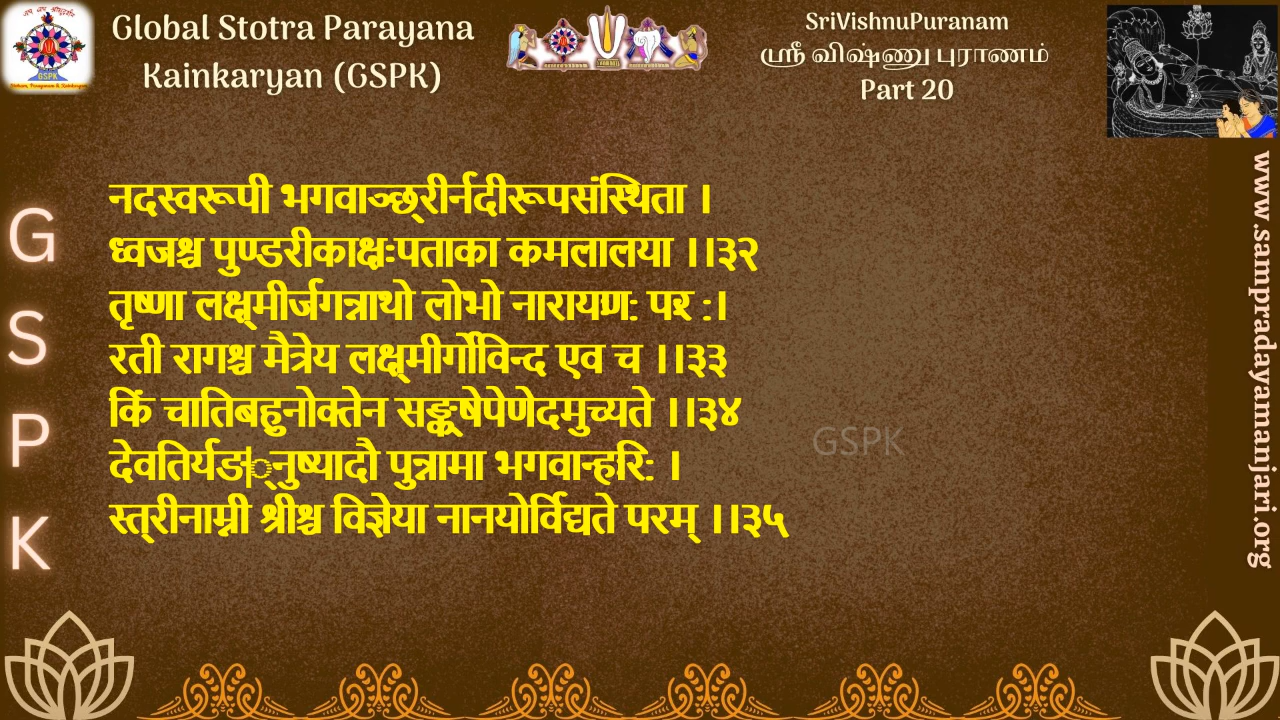 Global Stotra Parayana
Kainkaryan (GSPK)
SriVishnuPuranam
ஸ்ரீ விஷ்ணு புராணம்
Part 20
नदस्वरूपी भगवाञ्छ्रीर्नदीरूपसंस्थिता ।
ध्वजश्च पुण्डरीकाक्षःपताका कमलालया ।।३२
तृष्णा लक्ष्मीर्जगन्नाथो लोभो नारायणः पर :।
रती रागश्च मैत्रेय लक्ष्मीर्गोविन्द एव च ।।३३
किं चातिबहुनोक्तेन सङ्क्षेपेणेदमुच्यते ।।३४
देवतिर्यङ|्नुष्यादौ पुन्नामा भगवान्हरिः ।
स्त्रीनाम्नी श्रीश्च विज्ञेया नानयोर्विद्यते परम् ।।३५
GSPK
G
S
P
K
www.sampradayamanjari.org
GSPK